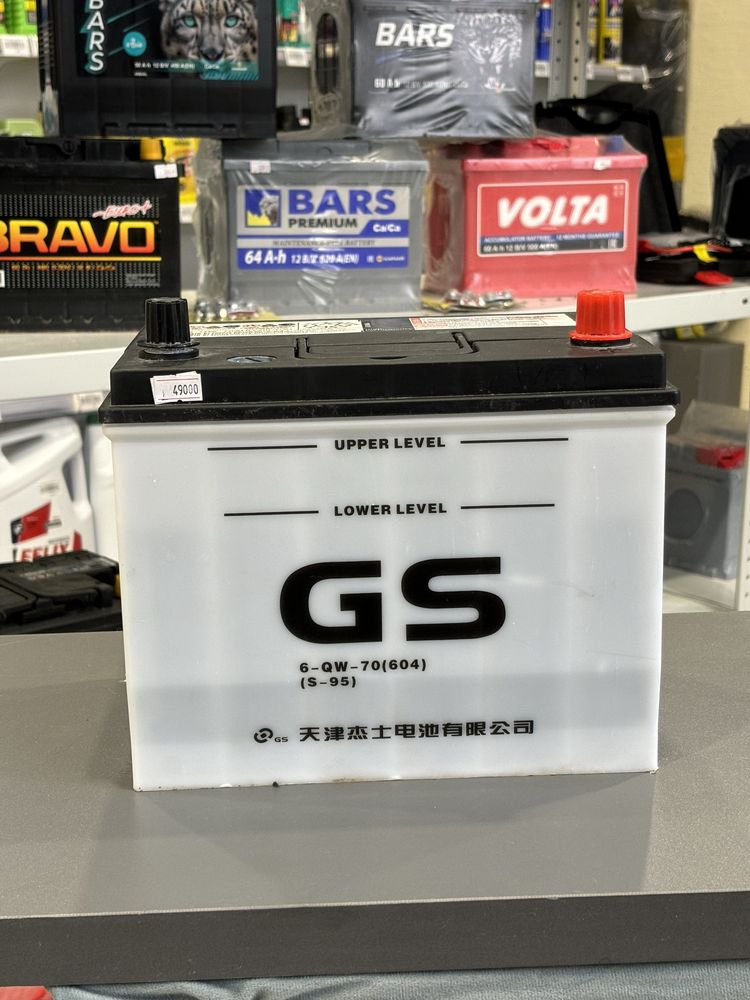 BARS
BARS
BRAVO
BARS
PREMIUM
Ca/Ca
64 A·h
VOLTA
49000
UPPER LEVEL
LOWER LEVEL
GS
6-QW-70(604)
(S-95)
GS 天津杰士电池有限公司